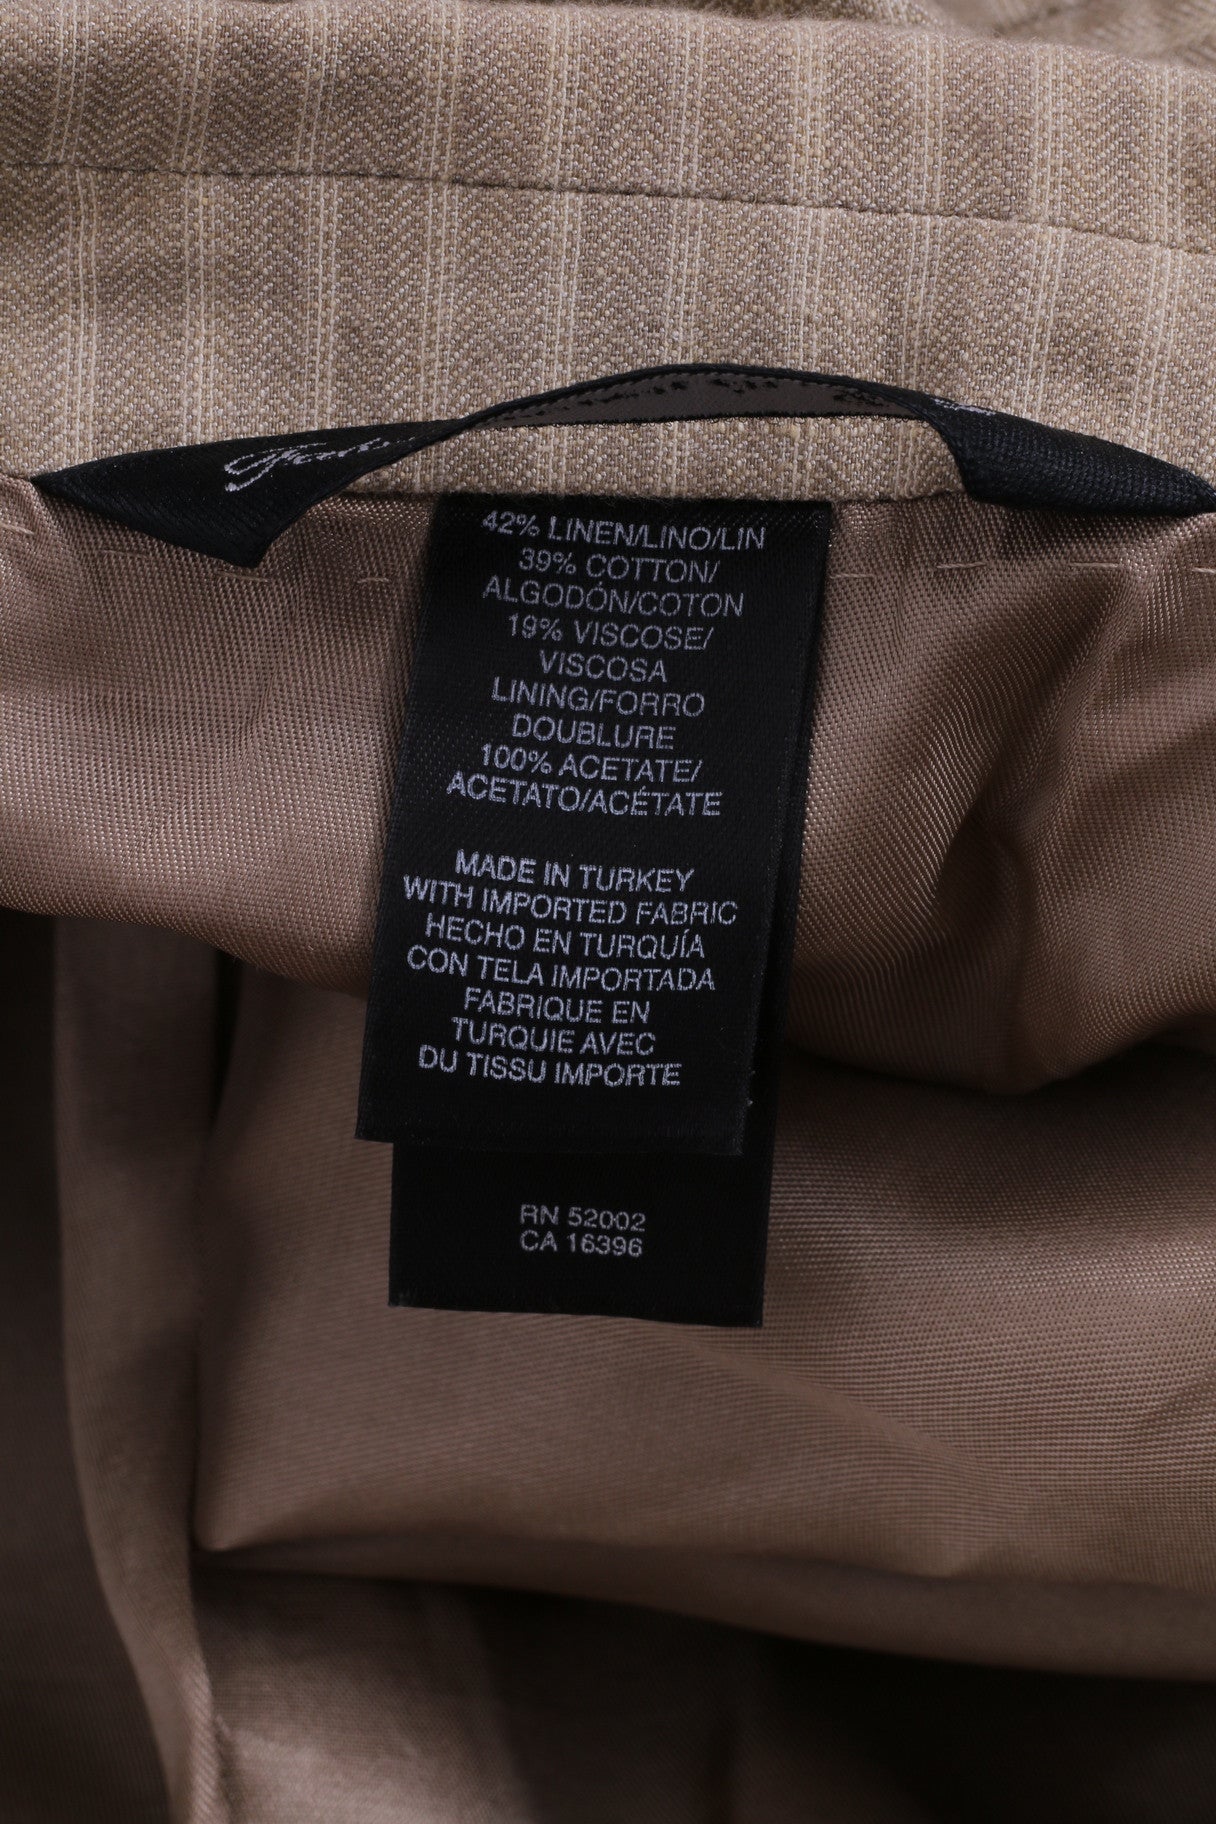 42% LINEN/LINO/LIN
39% COTTON/
ALGODÓN/COTON
19% VISCOSE/
VISCOSA
LINING/FORRO
DOUBLURE
100% ACETATE/
ACETATO/ACÉTATE
MADE IN TURKEY
WITH IMPORTED FABRIC
HECHO EN TURQUÍA
CON TELA IMPORTADA
FABRIQUE EN
TURQUIE AVEC
DU TISSU IMPORTE
RN 52002
CA 16396